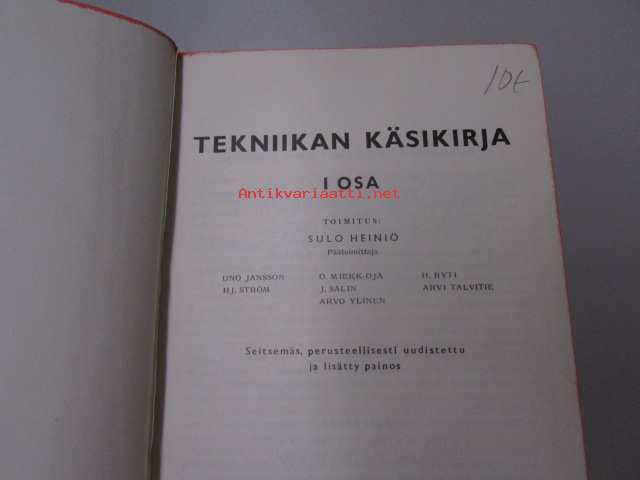 10€
TEKNIIKAN KÄSIKIRJA
I OSA
Antikvariaatti.net
TOIMITUS:
SULO HEINIÖ
Päätoimittaja
UNO JANSSON O. MIEKK-OJA H. RYTI
HJ. STRÖM J. SALIN ARVI TALVITIE
ARVO YLINEN
Seitsemäs, perusteellisesti uudistettu
ja lisätty painos